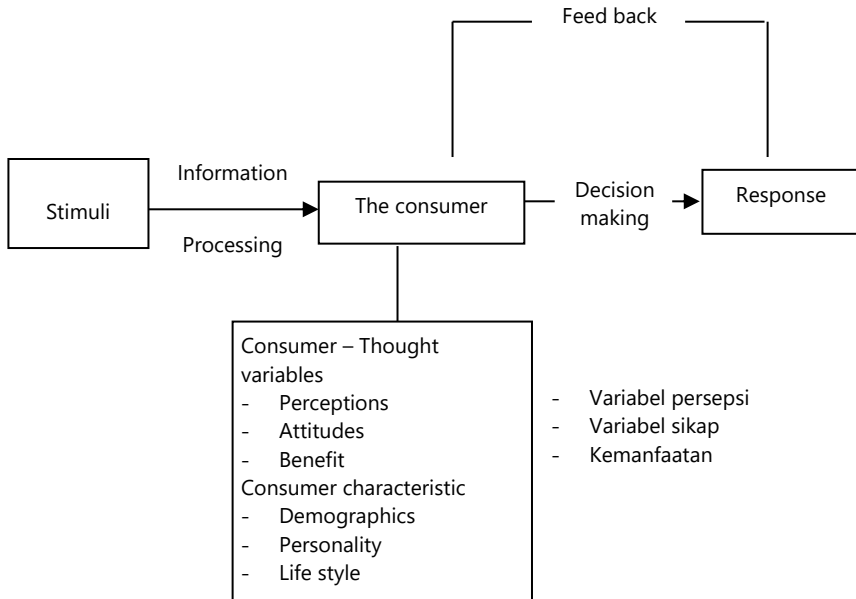 Feed back
Information
Processing
Stimuli
The consumer
Decision
making
Response
Consumer – Thought
variables
- Perceptions
- Attitudes
- Benefit
Consumer characteristic
- Demographics
- Personality
- Life style
- Variabel persepsi
- Variabel sikap
- Kemanfaatan